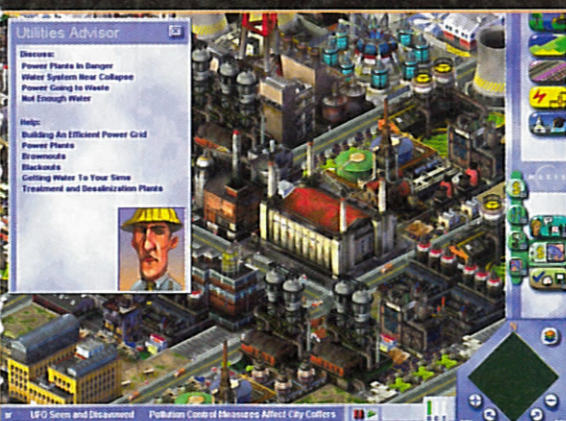 Utilities Advisor
Discuss:
Power Plants In Danger
Water System Near Collapse
Power Going to Waste
Not Enough Water
Help:
Building An Efficient Power Grid
Power Plants
Brownouts
Blackouts
Getting Water To Your Sims
Treatment and Desalinization Plants
MAXIS
UFO Seen and Disavowed Pollution Control Measures Affect City Coffers